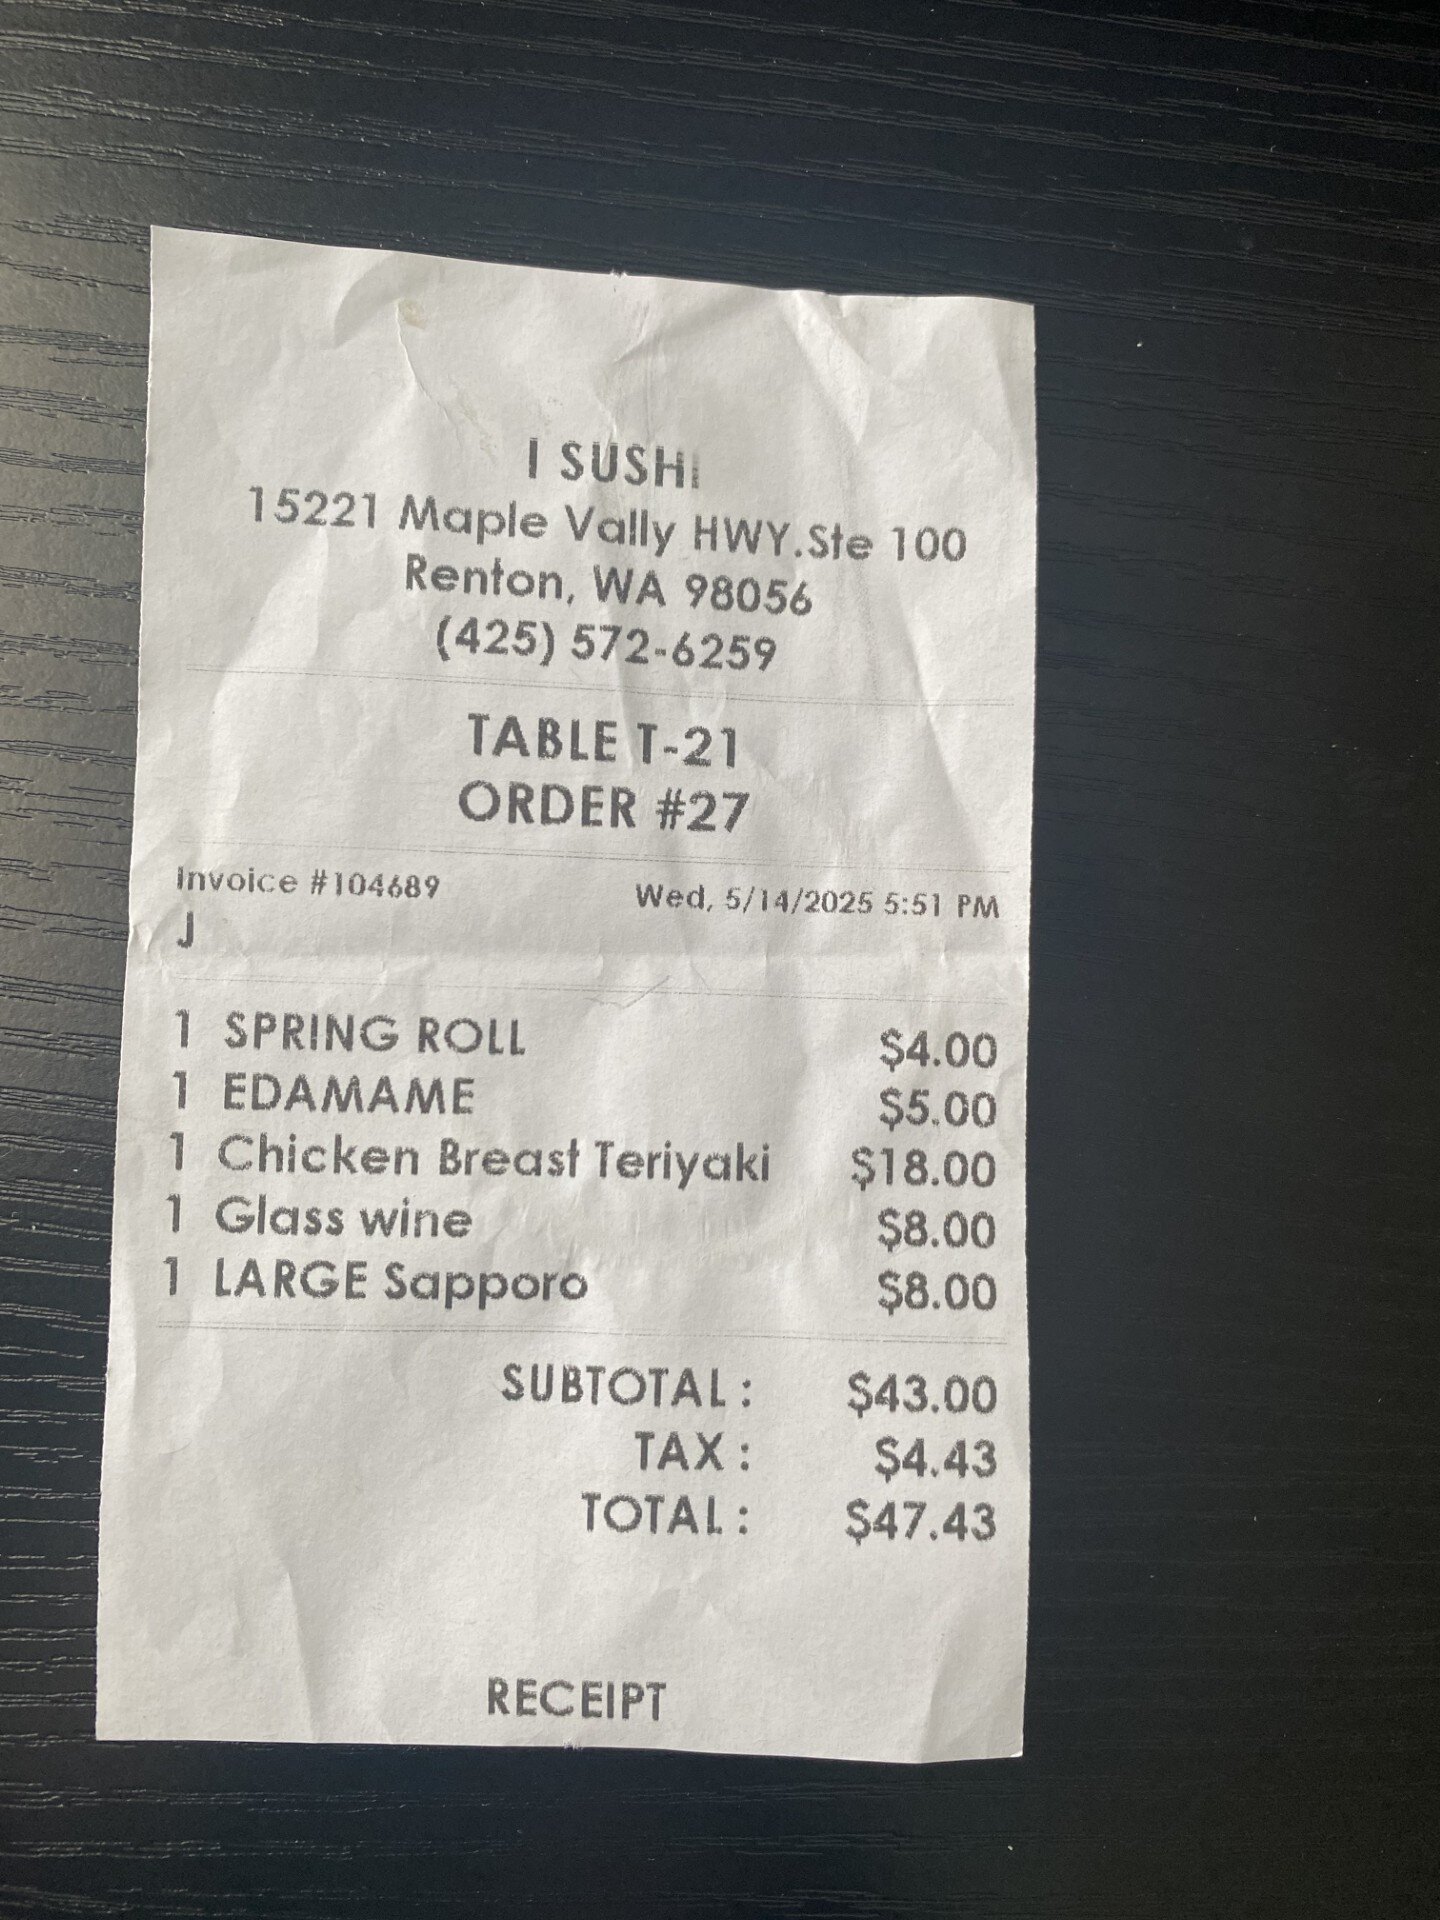 I SUSHI
15221 Maple Vally HWY.Ste 100
Renton, WA 98056
(425) 572-6259
TABLE T-21
ORDER #27
Invoice #104689 Wed, 5/14/2025 5:51 PM
J
1 SPRING ROLL $4.00
1 EDAMAME $5.00
1 Chicken Breast Teriyaki $18.00
1 Glass wine $8.00
1 LARGE Sapporo $8.00
SUBTOTAL : $43.00
TAX : $4.43
TOTAL : $47.43
RECEIPT